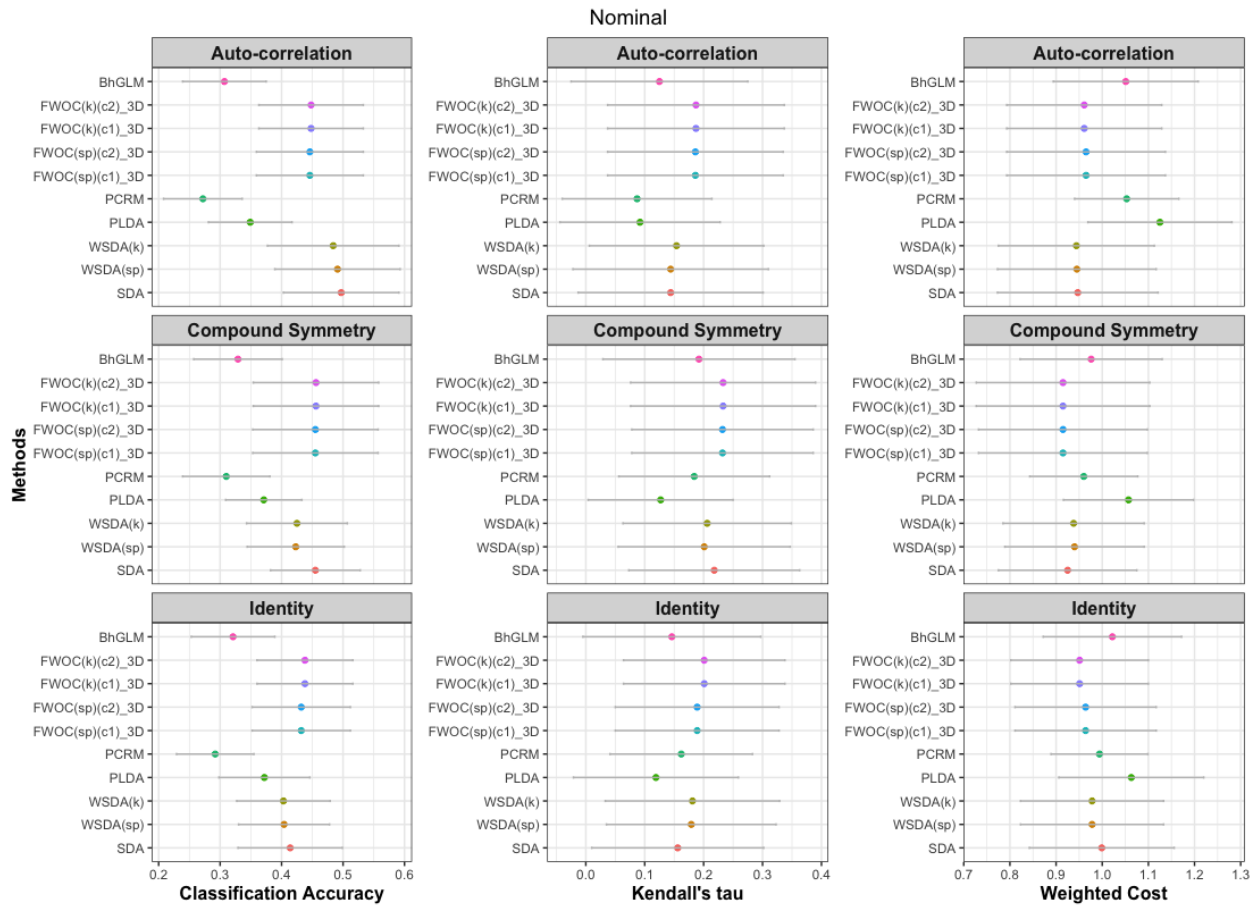 Nominal
Auto-correlation
BhGLM
FWOC(k)(c2)_3D
FWOC(k)(c1)_3D
FWOC(sp)(c2)_3D
FWOC(sp)(c1)_3D
PCRM
PLDA
WSDA(k)
WSDA(sp)
SDA
Auto-correlation
BhGLM
FWOC(k)(c2)_3D
FWOC(k)(c1)_3D
FWOC(sp)(c2)_3D
FWOC(sp)(c1)_3D
PCRM
PLDA
WSDA(k)
WSDA(sp)
SDA
Auto-correlation
BhGLM
FWOC(k)(c2)_3D
FWOC(k)(c1)_3D
FWOC(sp)(c2)_3D
FWOC(sp)(c1)_3D
PCRM
PLDA
WSDA(k)
WSDA(sp)
SDA
Methods
Compound Symmetry
BhGLM
FWOC(k)(c2)_3D
FWOC(k)(c1)_3D
FWOC(sp)(c2)_3D
FWOC(sp)(c1)_3D
PCRM
PLDA
WSDA(k)
WSDA(sp)
SDA
Compound Symmetry
BhGLM
FWOC(k)(c2)_3D
FWOC(k)(c1)_3D
FWOC(sp)(c2)_3D
FWOC(sp)(c1)_3D
PCRM
PLDA
WSDA(k)
WSDA(sp)
SDA
Compound Symmetry
BhGLM
FWOC(k)(c2)_3D
FWOC(k)(c1)_3D
FWOC(sp)(c2)_3D
FWOC(sp)(c1)_3D
PCRM
PLDA
WSDA(k)
WSDA(sp)
SDA
Identity
BhGLM
FWOC(k)(c2)_3D
FWOC(k)(c1)_3D
FWOC(sp)(c2)_3D
FWOC(sp)(c1)_3D
PCRM
PLDA
WSDA(k)
WSDA(sp)
SDA
0.2 0.3 0.4 0.5 0.6
Classification Accuracy
Identity
BhGLM
FWOC(k)(c2)_3D
FWOC(k)(c1)_3D
FWOC(sp)(c2)_3D
FWOC(sp)(c1)_3D
PCRM
PLDA
WSDA(k)
WSDA(sp)
SDA
0.0 0.1 0.2 0.3 0.4
Kendall's tau
Identity
BhGLM
FWOC(k)(c2)_3D
FWOC(k)(c1)_3D
FWOC(sp)(c2)_3D
FWOC(sp)(c1)_3D
PCRM
PLDA
WSDA(k)
WSDA(sp)
SDA
0.7 0.8 0.9 1.0 1.1 1.2 1.3
Weighted Cost